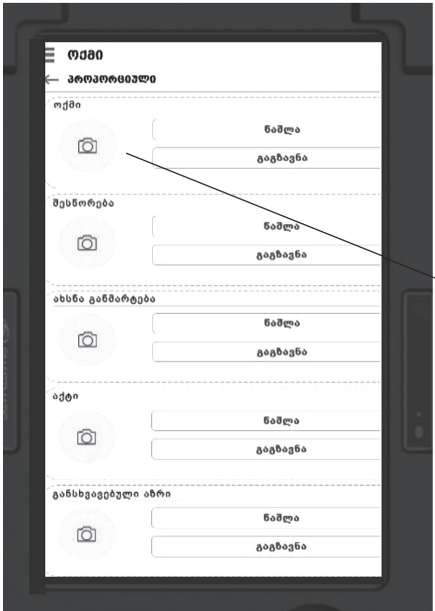 ოქმი
პროპორციული
ოქმი
წაშლა
გაგზავნა
შესწორება
წაშლა
გაგზავნა
ახსნა განმარტება
წაშლა
გაგზავნა
აქტი
წაშლა
გაგზავნა
განსხვავებული აზრი
წაშლა
გაგზავნა